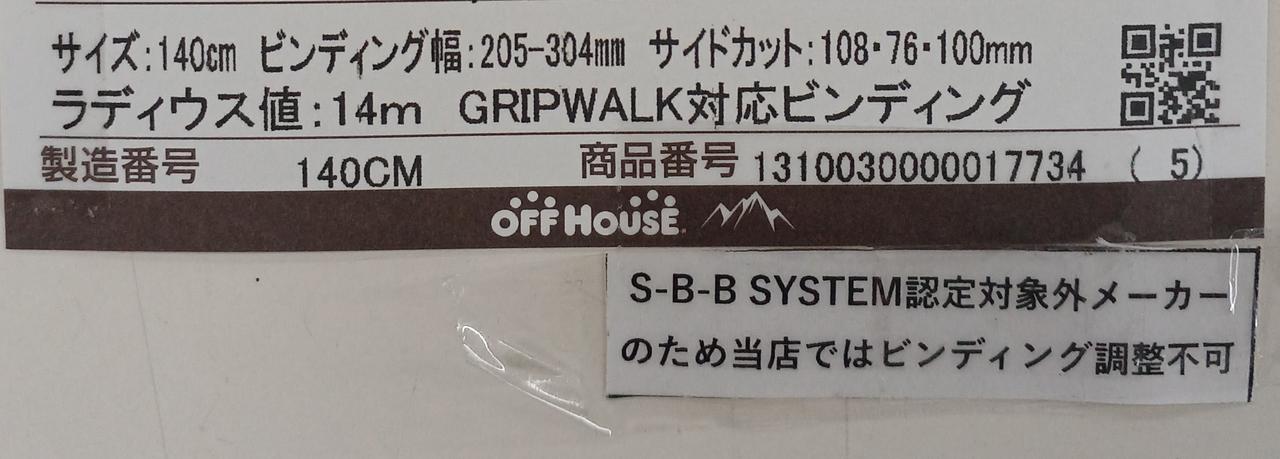 サイズ:140cm ビンディング幅:205-304mm サイドカット:108・76・100mm
ラディウス値:14m GRIPWALK対応ビンディング
製造番号 140CM 商品番号 1310030000017734 ( 5)
OFF HOUSE
S-B-B SYSTEM認定対象外メーカー
のため当店ではビンディング調整不可